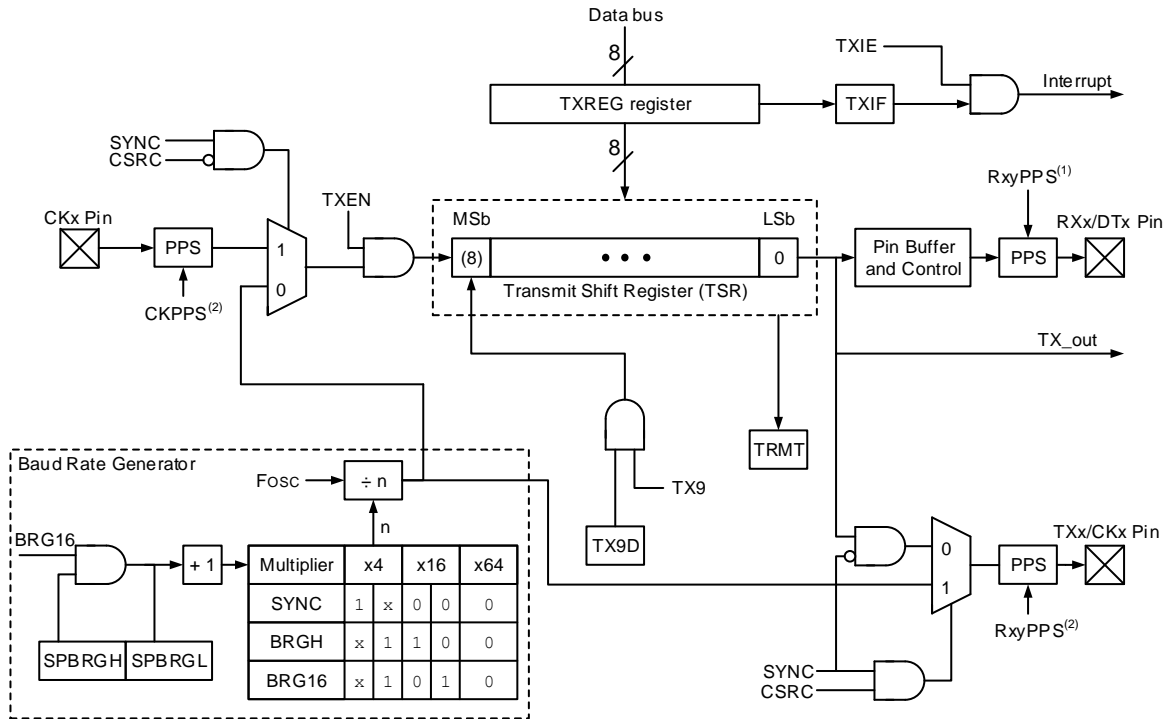 Data bus
8
TXIE
TXREG register
TXIF
Interrupt
SYNC
CSRC
8
TXEN
RxyPPS(1)
CKx Pin
MSb
LSb
RXx/DTx Pin
PPS
1
0
(8)
• • •
0
Pin Buffer
and Control
PPS
CKPPS(2)
Transmit Shift Register (TSR)
TX_out
TRMT
Baud Rate Generator
Fosc
÷ n
TX9
n
TX9D
TXx/CKx Pin
BRG16
+ 1
Multiplier x4 x16 x64
SYNC 1 x 0 0 0
BRGH x 1 1 0 0
BRG16 x 1 0 1 0
SPBRGH SPBRGL
0
1
PPS
RxyPPS(2)
SYNC
CSRC